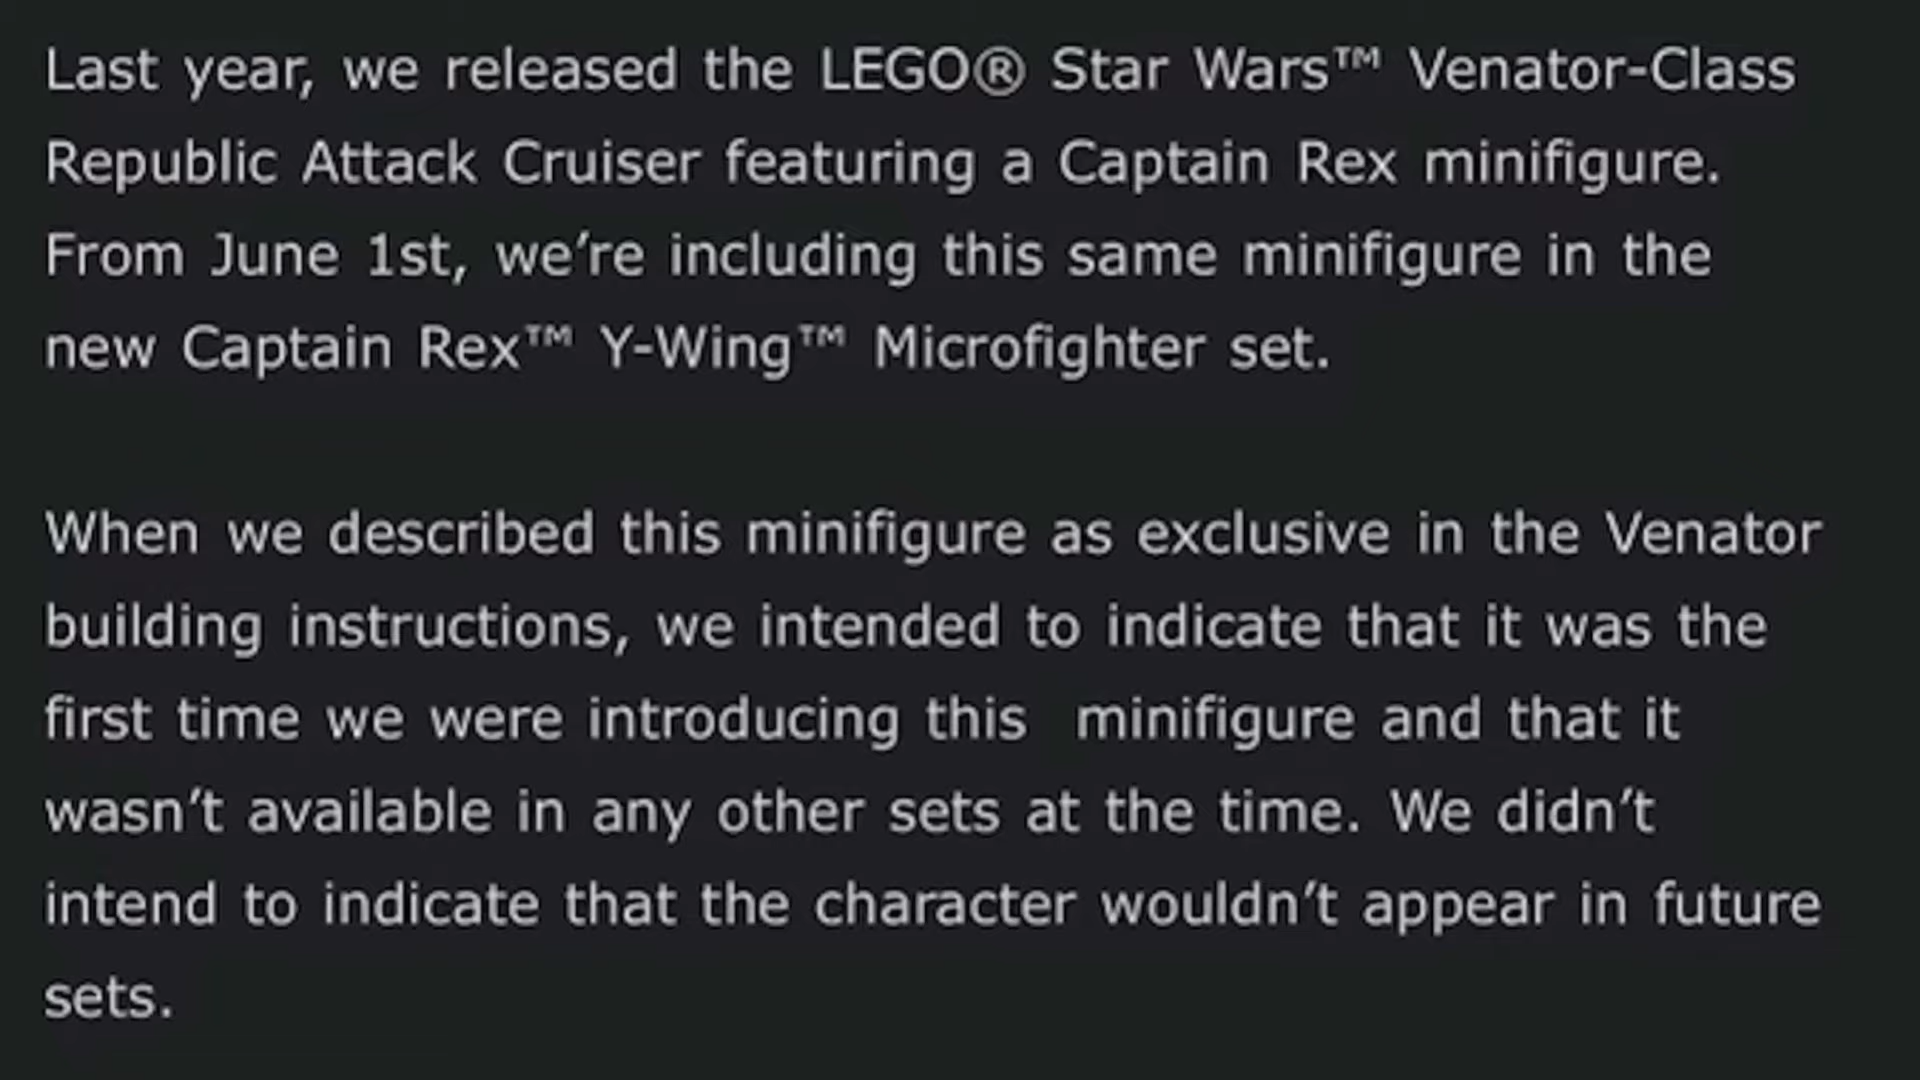 Last year, we released the LEGO® Star Wars™ Venator-Class
Republic Attack Cruiser featuring a Captain Rex minifigure.
From June 1st, we’re including this same minifigure in the
new Captain Rex™ Y-Wing™ Microfighter set.
When we described this minifigure as exclusive in the Venator
building instructions, we intended to indicate that it was the
first time we were introducing this  minifigure and that it
wasn’t available in any other sets at the time. We didn’t
intend to indicate that the character wouldn’t appear in future
sets.